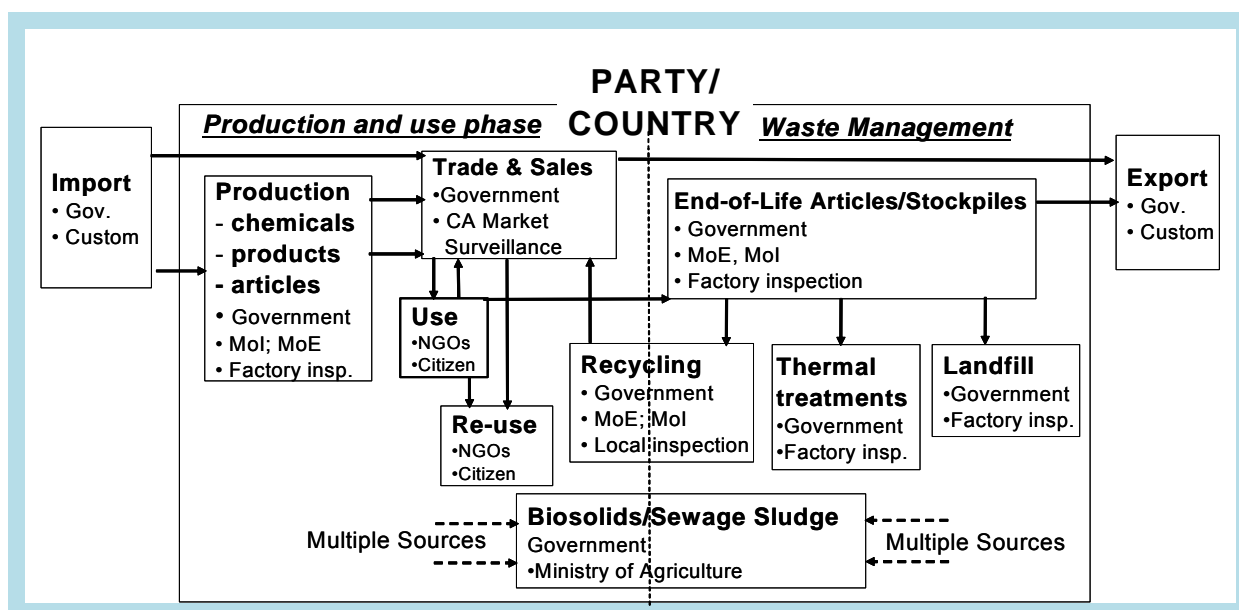 PARTY/
COUNTRY
Production and use phase
Waste Management
Import
• Gov.
• Custom
Production
- chemicals
- products
- articles
• Government
• MoI; MoE
• Factory insp.
Trade & Sales
•Government
• CA Market
Surveillance
Use
•NGOs
•Citizen
Re-use
•NGOs
•Citizen
End-of-Life Articles/Stockpiles
• Government
• MoE, MoI
• Factory inspection
Export
• Gov.
• Custom
Recycling
• Government
• MoE; MoI
• Local inspection
Thermal
treatments
•Government
•Factory insp.
Landfill
•Government
•Factory insp.
Multiple Sources
Biosolids/Sewage Sludge
Government
•Ministry of Agriculture
Multiple Sources